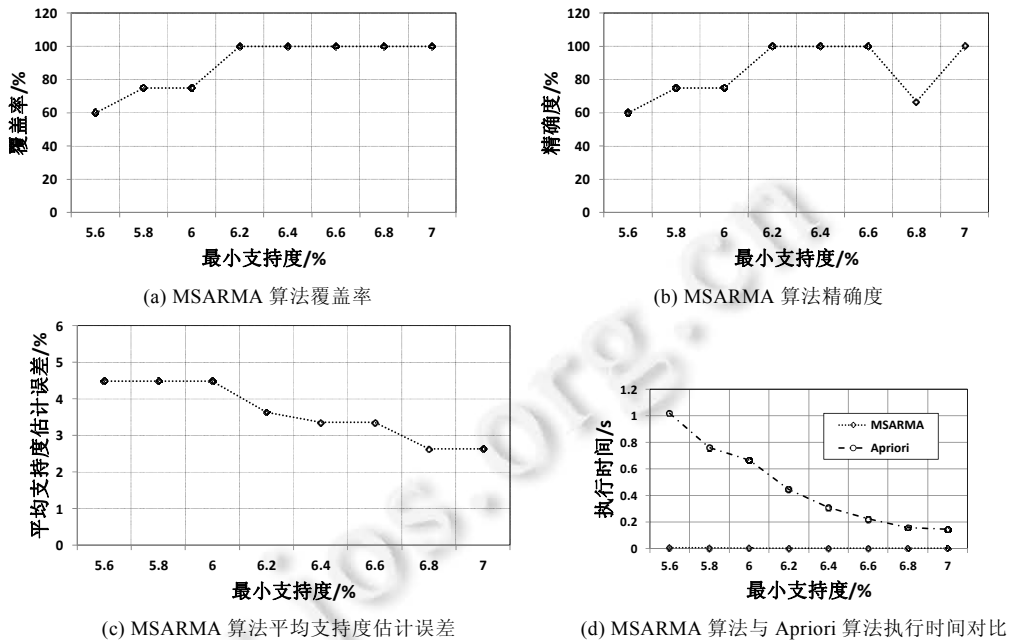 120
100
80
60
40
20
0
覆盖率/%
5.6 5.8 6 6.2 6.4 6.6 6.8 7
最小支持度/%
(a) MSARMA 算法覆盖率
120
100
80
60
40
20
0
精确度/%
5.6 5.8 6 6.2 6.4 6.6 6.8 7
最小支持度/%
(b) MSARMA 算法精确度
6
5
4
3
2
1
0
平均支持度估计误差/%
5.6 5.8 6 6.2 6.4 6.6 6.8 7
最小支持度/%
(c) MSARMA 算法平均支持度估计误差
1.2
1
0.8
0.6
0.4
0.2
0
执行时间/s
MSARMA
Apriori
5.6 5.8 6 6.2 6.4 6.6 6.8 7
最小支持度/%
(d) MSARMA 算法与 Apriori 算法执行时间对比
jos.org.cn